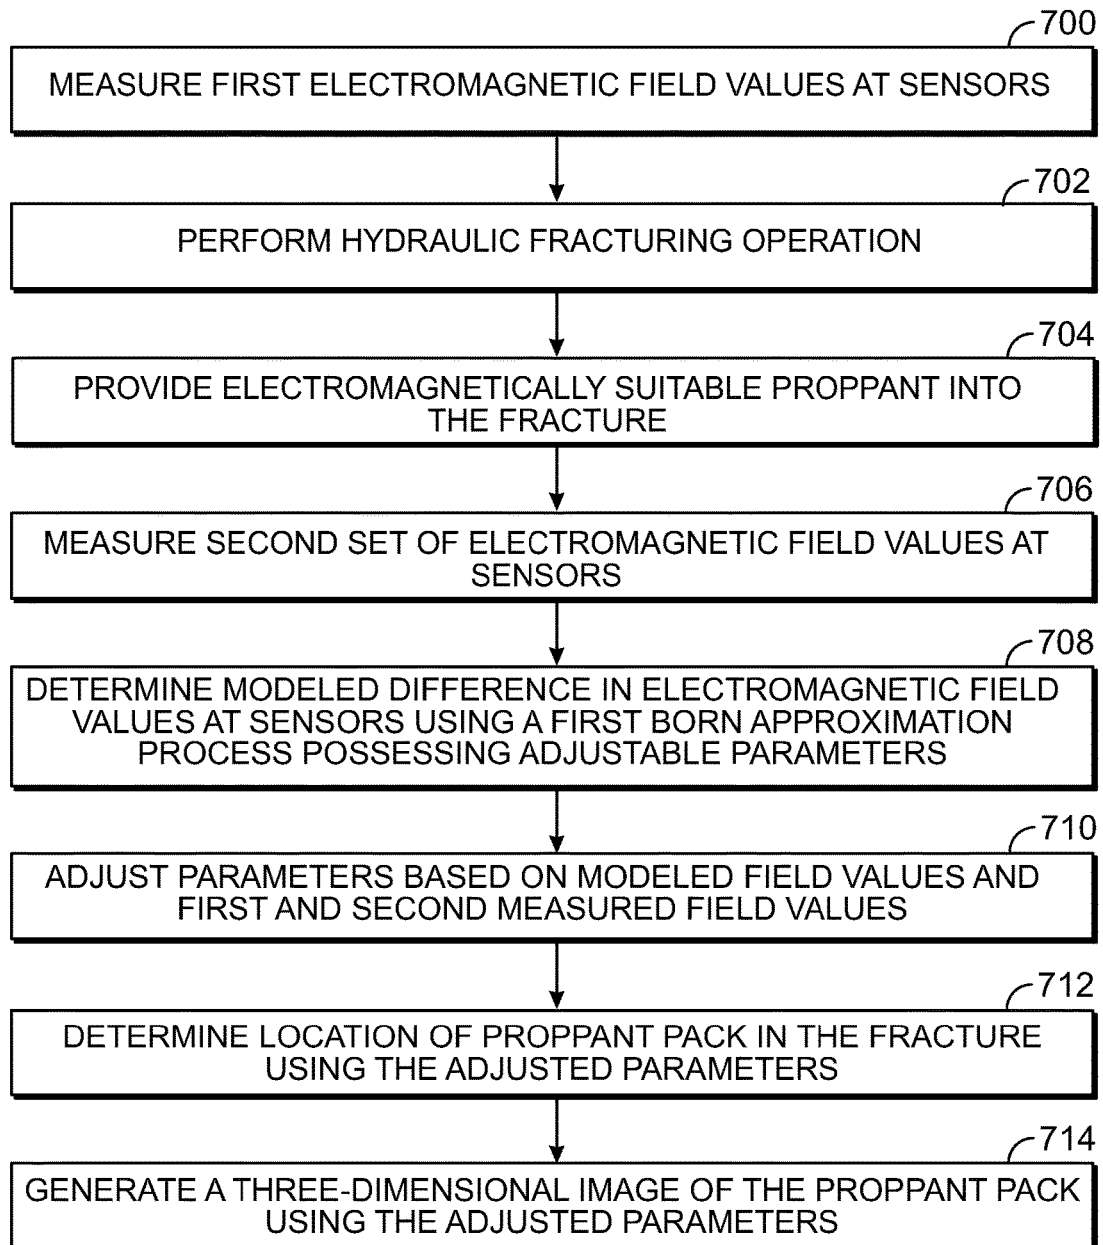 700
MEASURE FIRST ELECTROMAGNETIC FIELD VALUES AT SENSORS
702
PERFORM HYDRAULIC FRACTURING OPERATION
704
PROVIDE ELECTROMAGNETICALLY SUITABLE PROPPANT INTO
THE FRACTURE
706
MEASURE SECOND SET OF ELECTROMAGNETIC FIELD VALUES AT
SENSORS
708
DETERMINE MODELED DIFFERENCE IN ELECTROMAGNETIC FIELD
VALUES AT SENSORS USING A FIRST BORN APPROXIMATION
PROCESS POSSESSING ADJUSTABLE PARAMETERS
710
ADJUST PARAMETERS BASED ON MODELED FIELD VALUES AND
FIRST AND SECOND MEASURED FIELD VALUES
712
DETERMINE LOCATION OF PROPPANT PACK IN THE FRACTURE
USING THE ADJUSTED PARAMETERS
714
GENERATE A THREE-DIMENSIONAL IMAGE OF THE PROPPANT PACK
USING THE ADJUSTED PARAMETERS